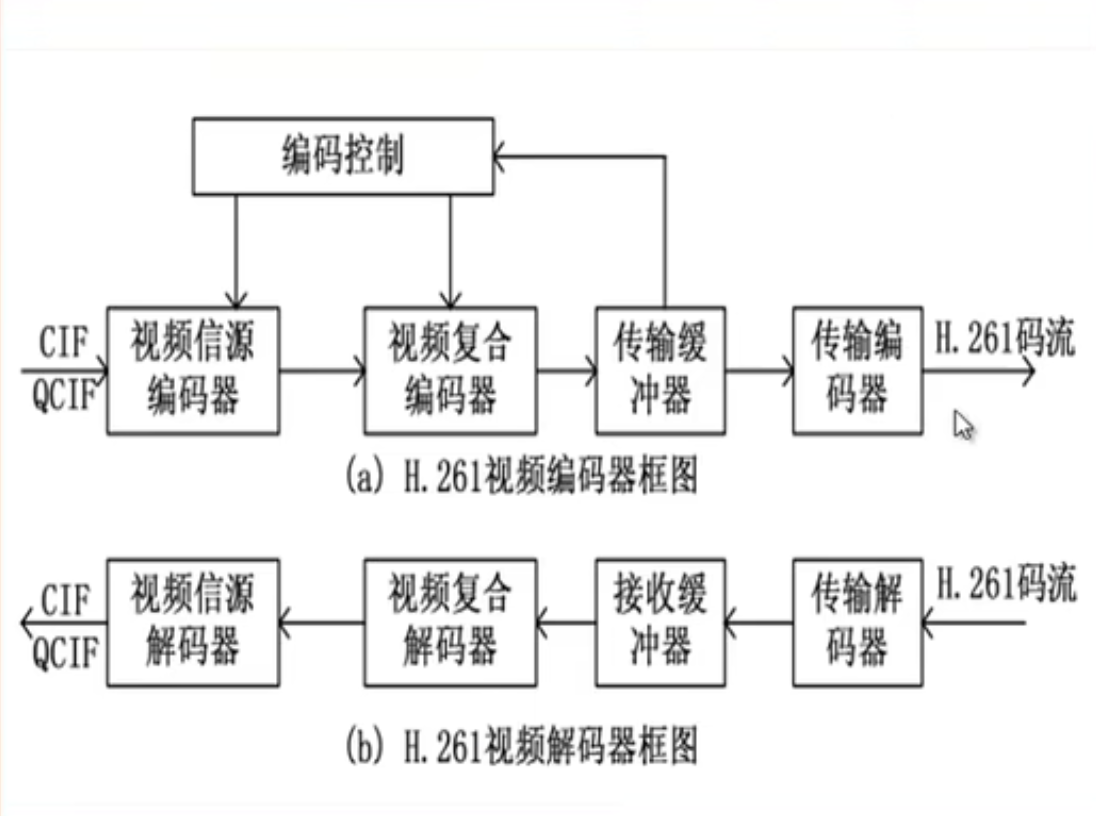 编码控制
CIF
QCIF
视频信源
编码器
视频复合
编码器
传输缓
冲器
传输编
码器
H.261码流
(a) H.261视频编码器框图
CIF
QCIF
视频信源
解码器
视频复合
解码器
接收缓
冲器
传输解
码器
H.261码流
(b) H.261视频解码器框图